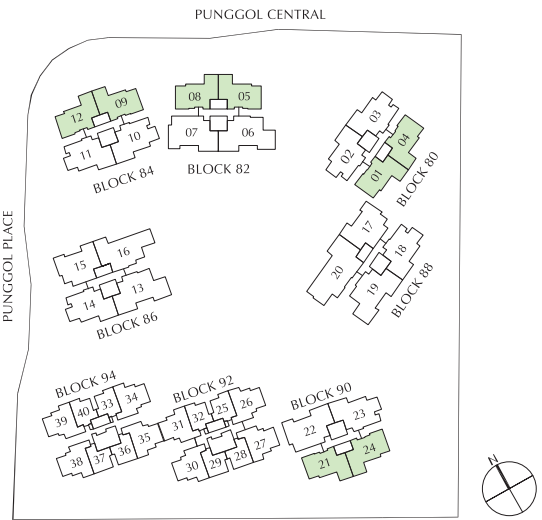 PUNGGOL CENTRAL
12 09
11 10
BLOCK 84
08 05
07 06
BLOCK 82
03
04
02
01
BLOCK 80
PUNGGOL PLACE
15 16
14 13
BLOCK 86
17
18
20
19
BLOCK 88
BLOCK 94
39 40 33 34
38 37 36 35
BLOCK 92
31 32 25 26
30 29 28 27
BLOCK 90
22 23
21 24
N